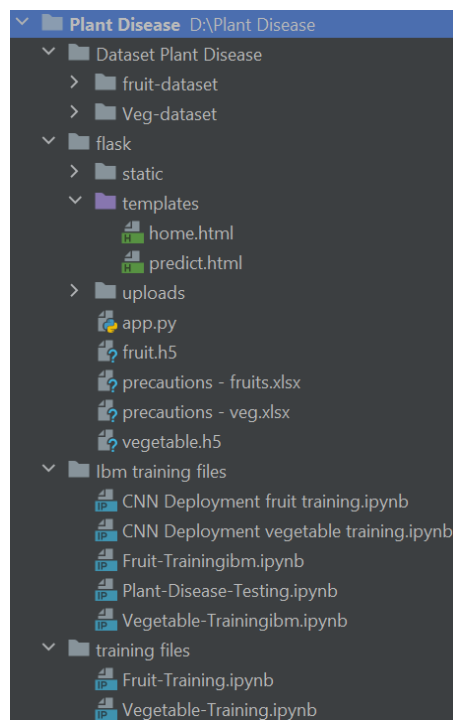 Plant Disease D:\Plant Disease
Dataset Plant Disease
fruit-dataset
Veg-dataset
flask
static
templates
home.html
predict.html
uploads
app.py
fruit.h5
precautions - fruits.xlsx
precautions - veg.xlsx
vegetable.h5
Ibm training files
CNN Deployment fruit training.ipynb
CNN Deployment vegetable training.ipynb
Fruit-Trainingibm.ipynb
Plant-Disease-Testing.ipynb
Vegetable-Trainingibm.ipynb
training files
Fruit-Training.ipynb
Vegetable-Training.ipynb